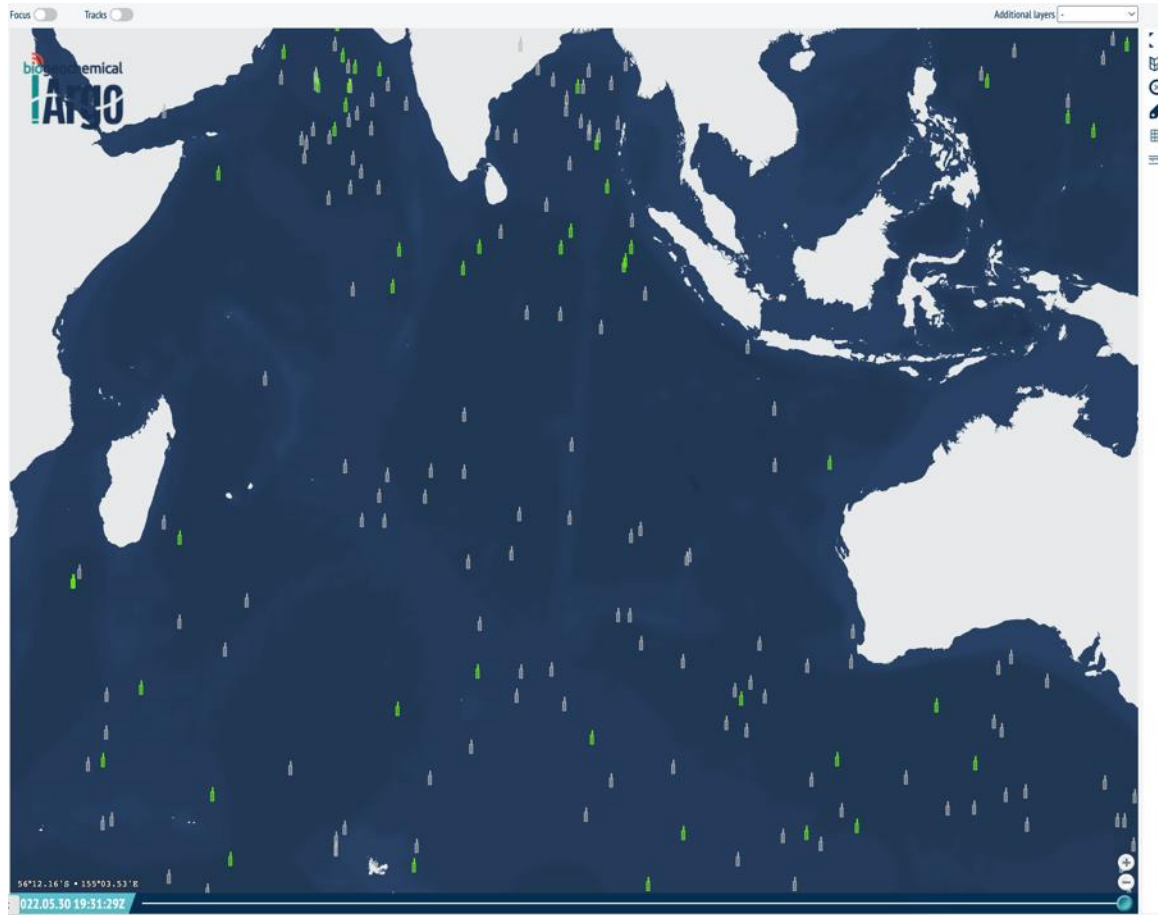 Focus
Tracks
Additional layers -
biogeochemical
Argo
56°12.16'S • 155°03.53'E
022.05.30 19:31:29Z